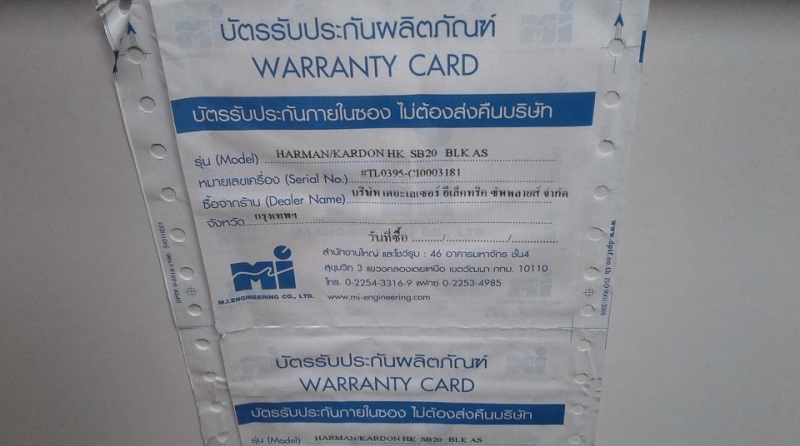 บัตรรับประกันผลิตภัณฑ์
WARRANTY CARD
บัตรรับประกันภายในซอง ไม่ต้องส่งคืนบริษัท
รุ่น (Model) HARMAN/KARDON HK SB20 BLK AS
หมายเลขเครื่อง (Serial No.) #TL0395-CI0003181
ซื้อจากร้าน (Dealer Name) บริษัท เดอะเลเซอร์ อีเล็คทริค ซัพพลายส์ จำกัด
จังหวัด กรุงเทพฯ
วันที่ซื้อ ......../............/............
mi
M.I.ENGINEERING CO., LTD.
สำนักงานใหญ่ และโชว์รูม : 46 อาคารมหาจักร ชั้น4
สุขุมวิท 3 แขวงคลองเตยเหนือ เขตวัฒนา กทม. 10110
โทร. 0-2254-3316-9 แฟกซ์ 0-2253-4985
www.mi-engineering.com
บัตรรับประกันผลิตภัณฑ์
WARRANTY CARD
บัตรรับประกันภายในซอง ไม่ต้องส่งคืนบริษัท
รุ่น (Model) HARMAN/KARDON HK SB20 BLK AS